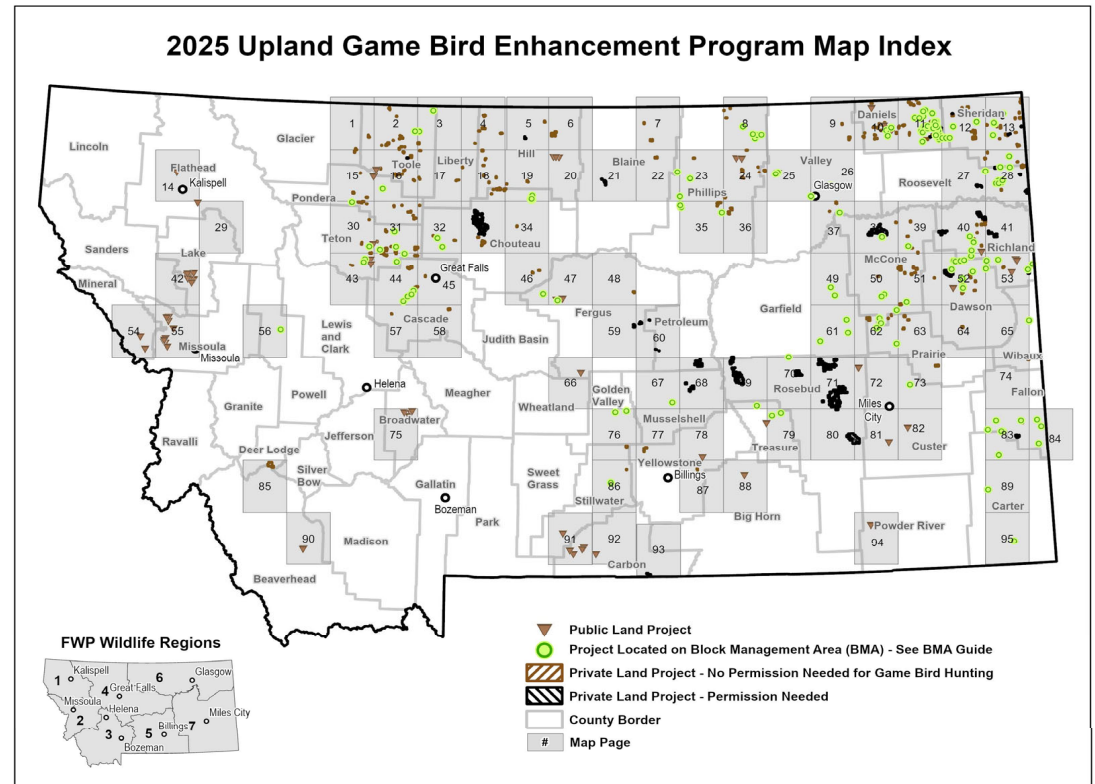 2025 Upland Game Bird Enhancement Program Map Index
1 2 3 4 5 6 7 8 9 Daniels 10 11 Sheridan 12 13
Lincoln Glacier Toole Liberty Hill Blaine Phillips Valley Roosevelt
Flathead 14 Kalispell 15 16 17 18 19 20 21 22 23 24 25 26 27 28
Glasgow
Pondera
29 30 31 32 34 35 36 37 39 40 41
Sanders Lake Teton Chouteau McCone Richland
Mineral 42 43 44 Great Falls 45 46 47 48 49 50 51 52 53
Fergus Garfield Dawson
54 55 Missoula 56 Lewis and Clark Cascade 57 58 Judith Basin 59 Petroleum 60 61 62 63 64 65
Missoula Prairie Wibaux
Helena Meagher 66 Golden Valley 67 68 69 70 Rosebud 71 72 73 74
Powell Granite Wheatland Musselshell Miles City Fallon
Ravalli Jefferson Broadwater 75 76 77 78 79 80 81 82 83 84
Treasure Custer
Deer Lodge Silver Bow Gallatin Sweet Grass Yellowstone
85 Bozeman Park Stillwater 86 Billings 87 88 89
Big Horn Carter
90 Madison 91 92 93 Powder River 94 95
Beaverhead Carbon
Public Land Project
Project Located on Block Management Area (BMA) - See BMA Guide
Private Land Project - No Permission Needed for Game Bird Hunting
Private Land Project - Permission Needed
County Border
# Map Page
FWP Wildlife Regions
1 Kalispell 6 Glasgow
4 Great Falls
Missoula Helena Miles City
2 3 5 Billings 7
Bozeman